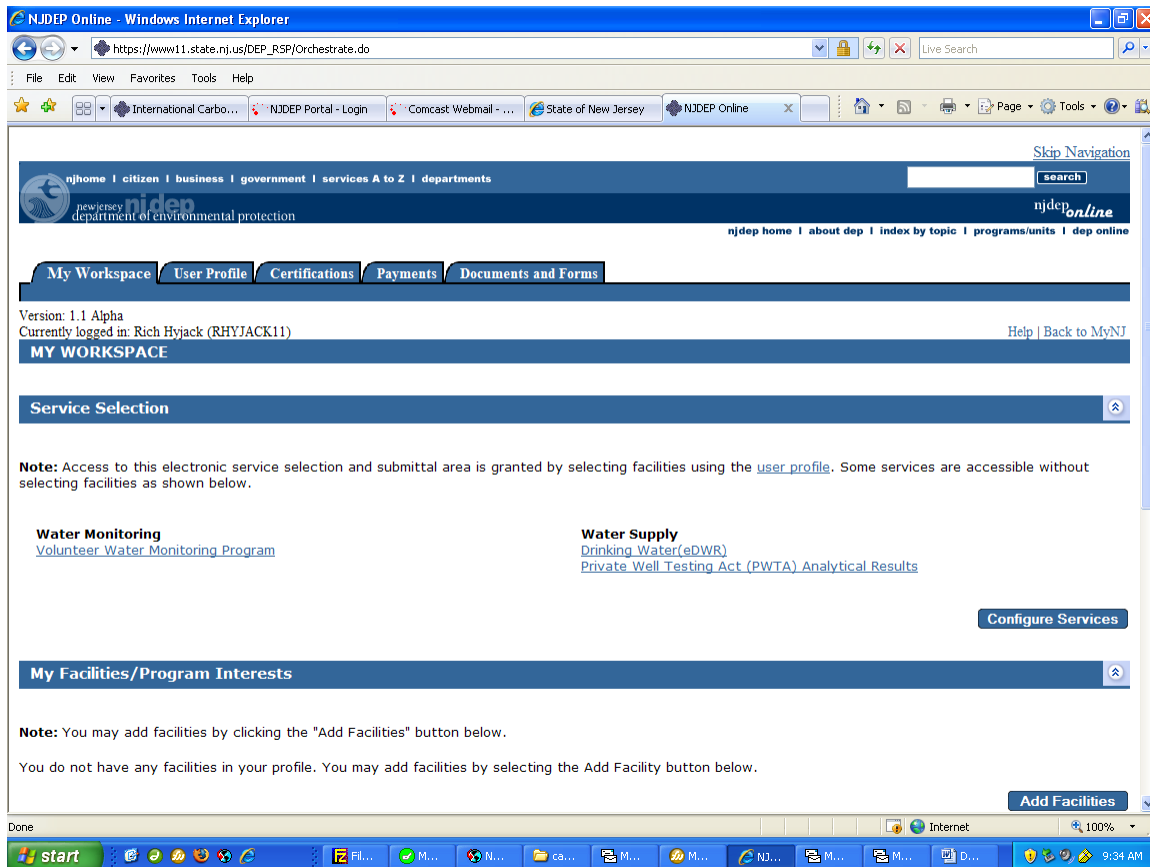 NJDEP Online - Windows Internet Explorer
https://www11.state.nj.us/DEP_RSP/Orchestrate.do
Live Search
File Edit View Favorites Tools Help
International Carbo... NJDEP Portal - Login Comcast Webmail - ... State of New Jersey NJDEP Online Page Tools
Skip Navigation
njhome I citizen I business I government I services A to Z I departments search
newjersey njdep
department of environmental protection
njdep online
njdep home I about dep I index by topic I programs/units I dep online
My Workspace User Profile Certifications Payments Documents and Forms
Version: 1.1 Alpha
Currently logged in: Rich Hyjack (RHYJACK11) Help | Back to MyNJ
MY WORKSPACE
Service Selection
Note: Access to this electronic service selection and submittal area is granted by selecting facilities using the user profile. Some services are accessible without
selecting facilities as shown below.
Water Monitoring
Volunteer Water Monitoring Program
Water Supply
Drinking Water(eDWR)
Private Well Testing Act (PWTA) Analytical Results
Configure Services
My Facilities/Program Interests
Note: You may add facilities by clicking the "Add Facilities" button below.
You do not have any facilities in your profile. You may add facilities by selecting the Add Facility button below.
Add Facilities
Done Internet 100%
start Fil... M... N... ca... M... M... NJ... M... M... D... 9:34 AM